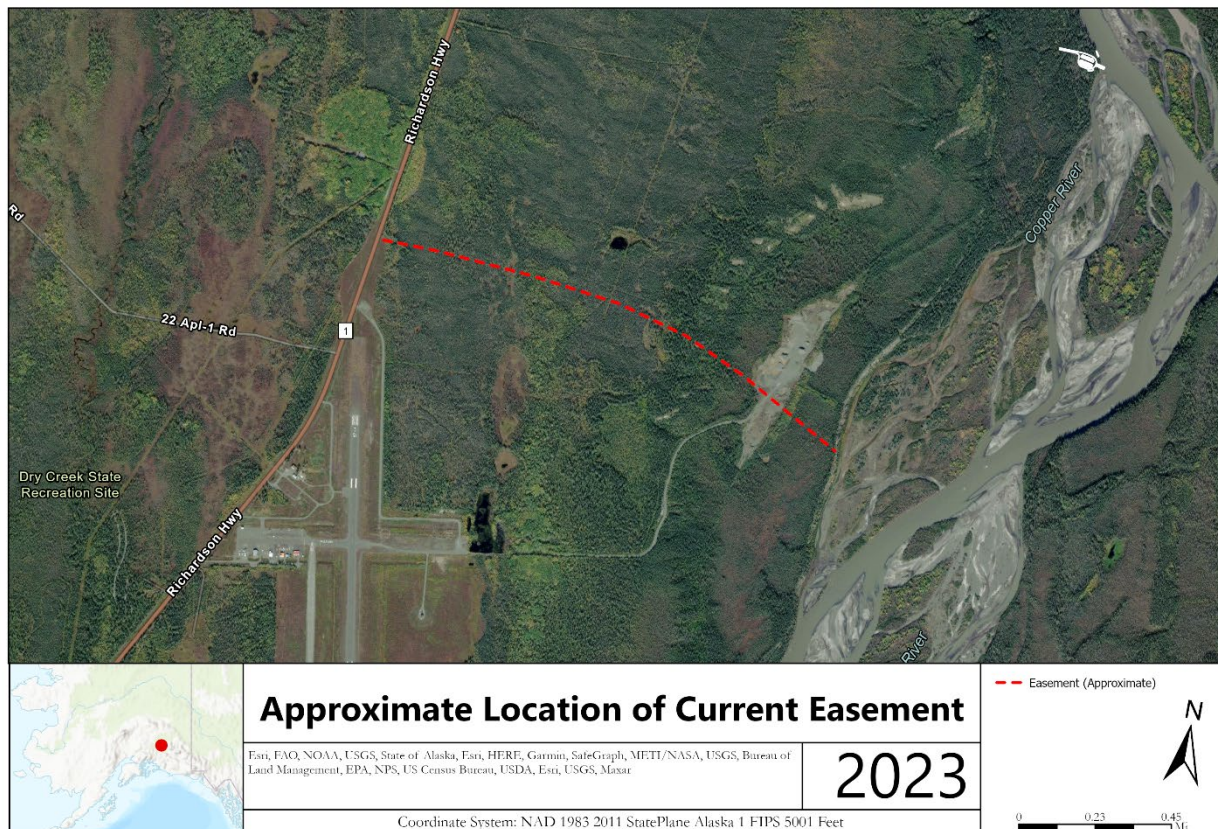 Richardson Hwy
Copper River
Rd
22 Apl-1 Rd
1
Dry Creek State
Recreation Site
Richardson Hwy
River
Approximate Location of Current Easement
Esri, FAO, NOAA, USGS, State of Alaska, Esri, HERE, Garmin, SafeGraph, METI/NASA, USGS, Bureau of
Land Management, EPA, NPS, US Census Bureau, USDA, Esri, USGS, Maxar
2023
Coordinate System: NAD 1983 2011 StatePlane Alaska 1 FIPS 5001 Feet
Easement (Approximate)
N
0 0.23 0.45
Mi